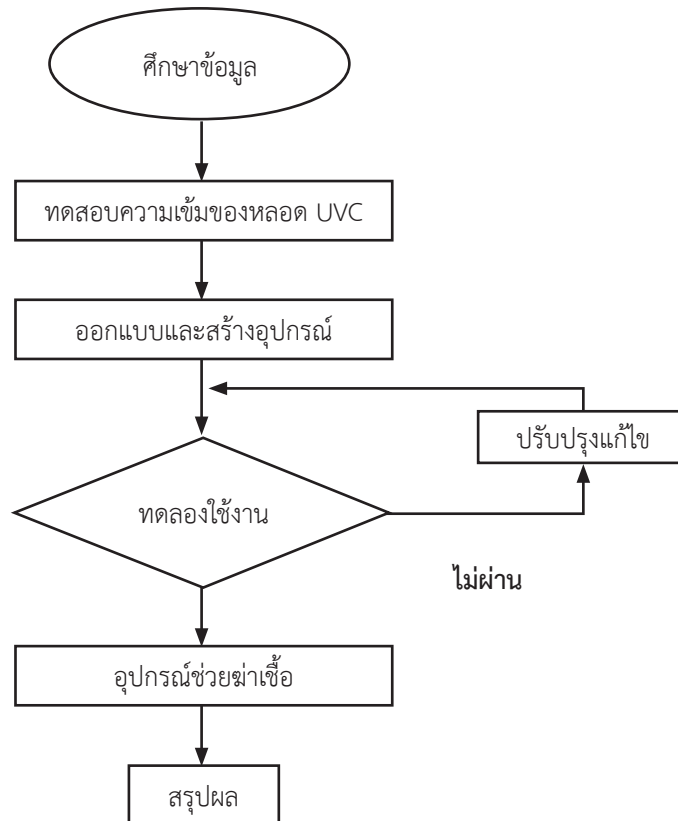 ศึกษาข้อมูล
ทดสอบความเข้มของหลอด UVC
ออกแบบและสร้างอุปกรณ์
ปรับปรุงแก้ไข
ทดลองใช้งาน
ไม่ผ่าน
อุปกรณ์ช่วยฆ่าเชื้อ
สรุปผล